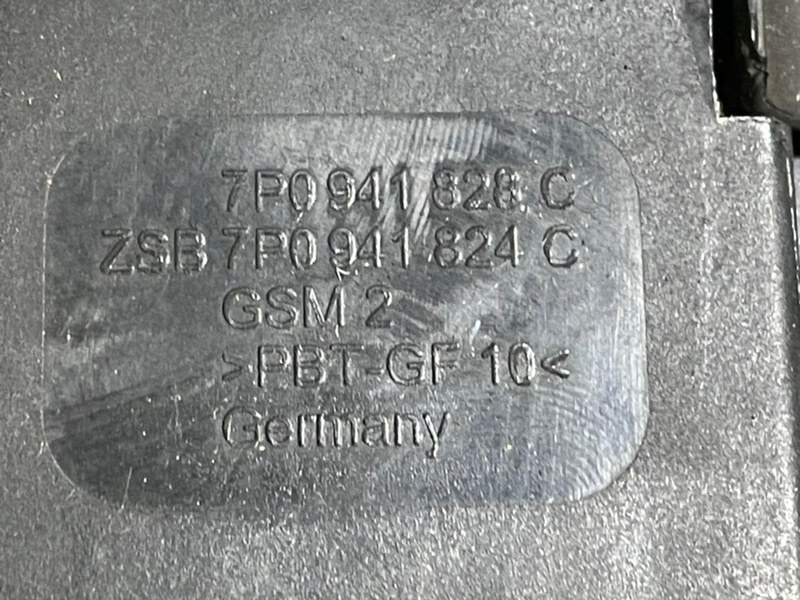 7P0 941 828 C
ZSB 7P0 941 824 C
GSM 2
>PBT-GF 10<
Germany